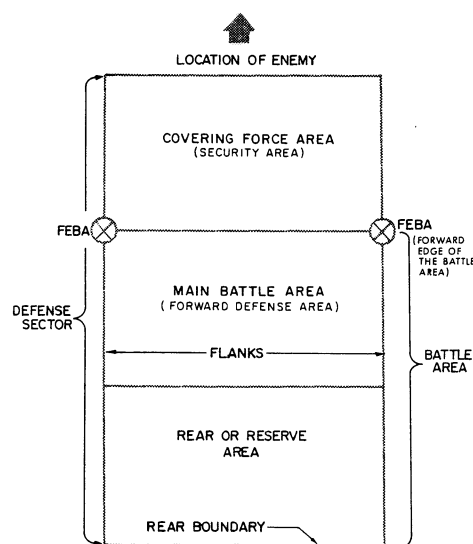 LOCATION OF ENEMY
COVERING FORCE AREA
(SECURITY AREA)
FEBA
FEBA
(FORWARD
EDGE OF
THE BATTLE
AREA)
MAIN BATTLE AREA
(FORWARD DEFENSE AREA)
DEFENSE
SECTOR
FLANKS
BATTLE
AREA
REAR OR RESERVE
AREA
REAR BOUNDARY